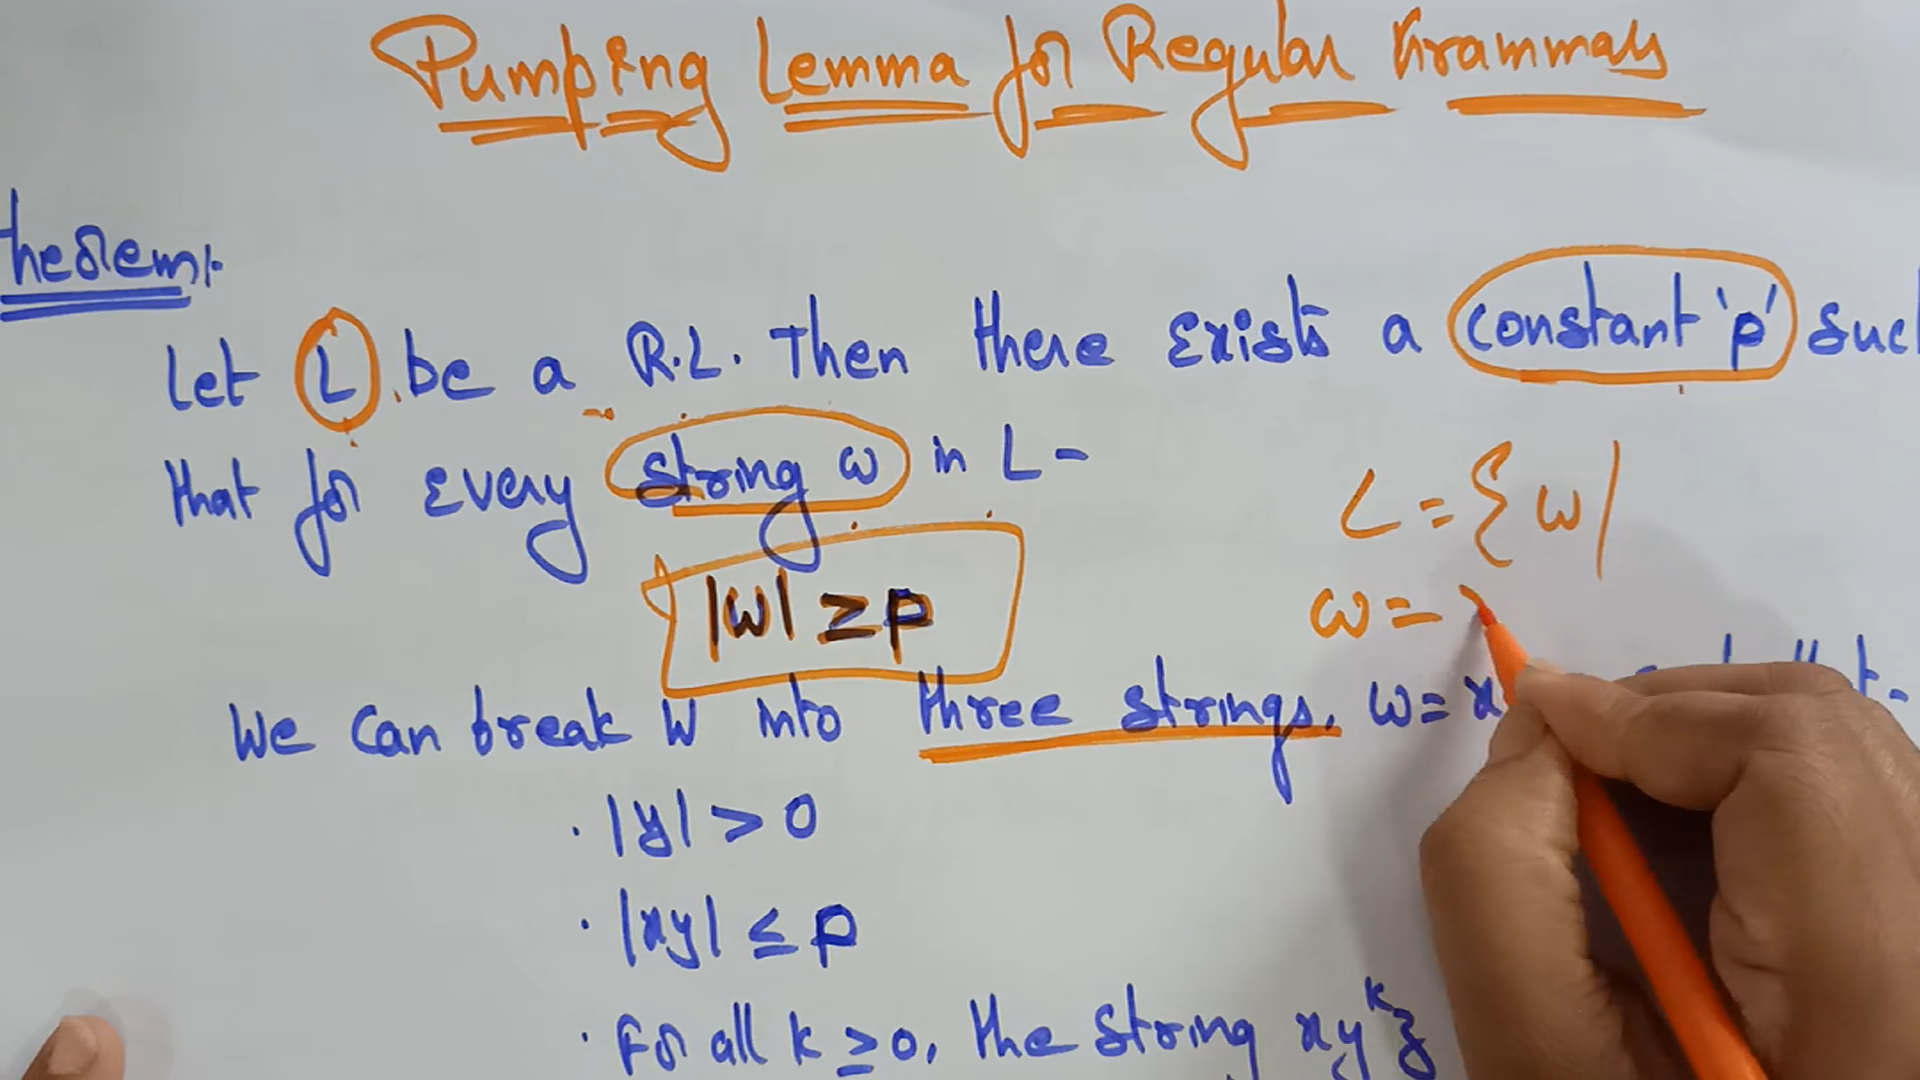 Pumping Lemma for Regular Grammars
Theorem:-
Let L be a R.L. Then there exists a constant 'p' such
that for every string w in L -
|w| ≥ p
L = {w|
w =
We can break w into three strings, w = x
· |y| > 0
· |xy| ≤ p
· For all k ≥ 0, the string xy^kz